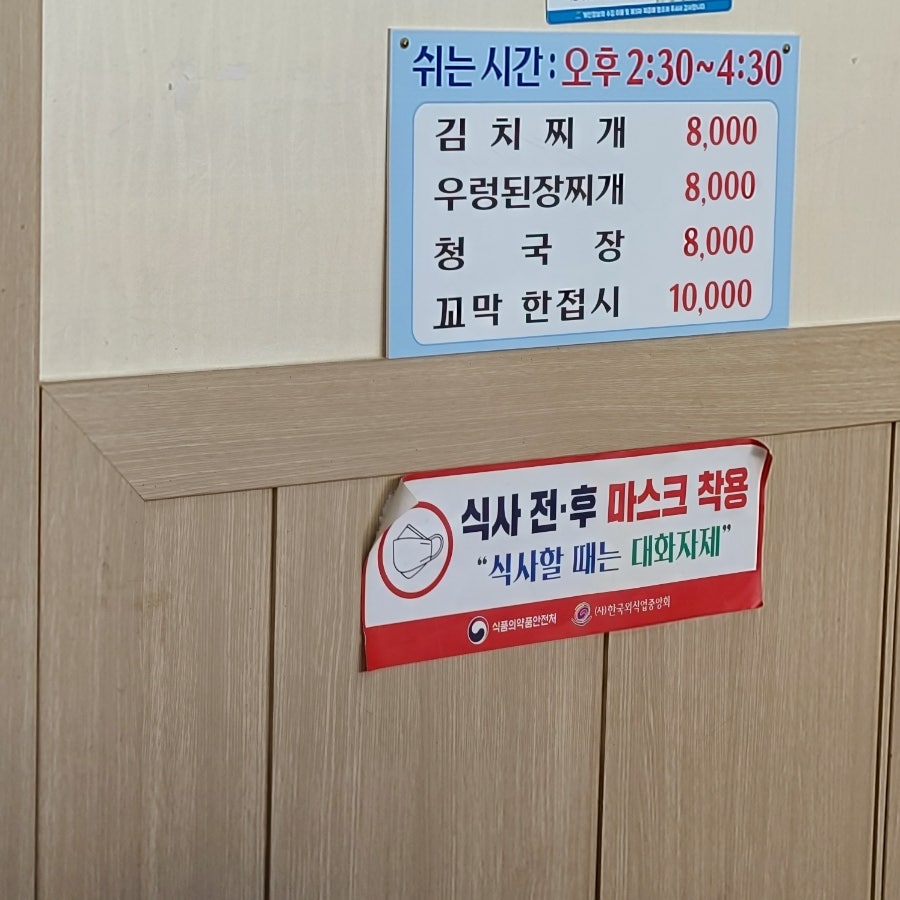 쉬는 시간 : 오후 2:30~4:30
김 치 찌 개 8,000
우렁된장찌개 8,000
청 국 장 8,000
꼬막 한접시 10,000
식사 전·후 마스크 착용
“식사할 때는 대화자제”
식품의약품안전처 (사)한국외식업중앙회